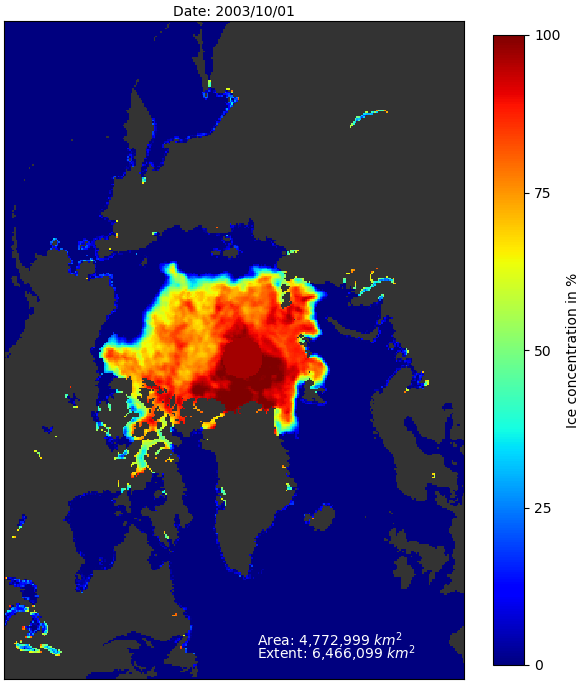 Date: 2003/10/01
100
75
50
25
0
Ice concentration in %
Area: 4,772,999 km²
Extent: 6,466,099 km²